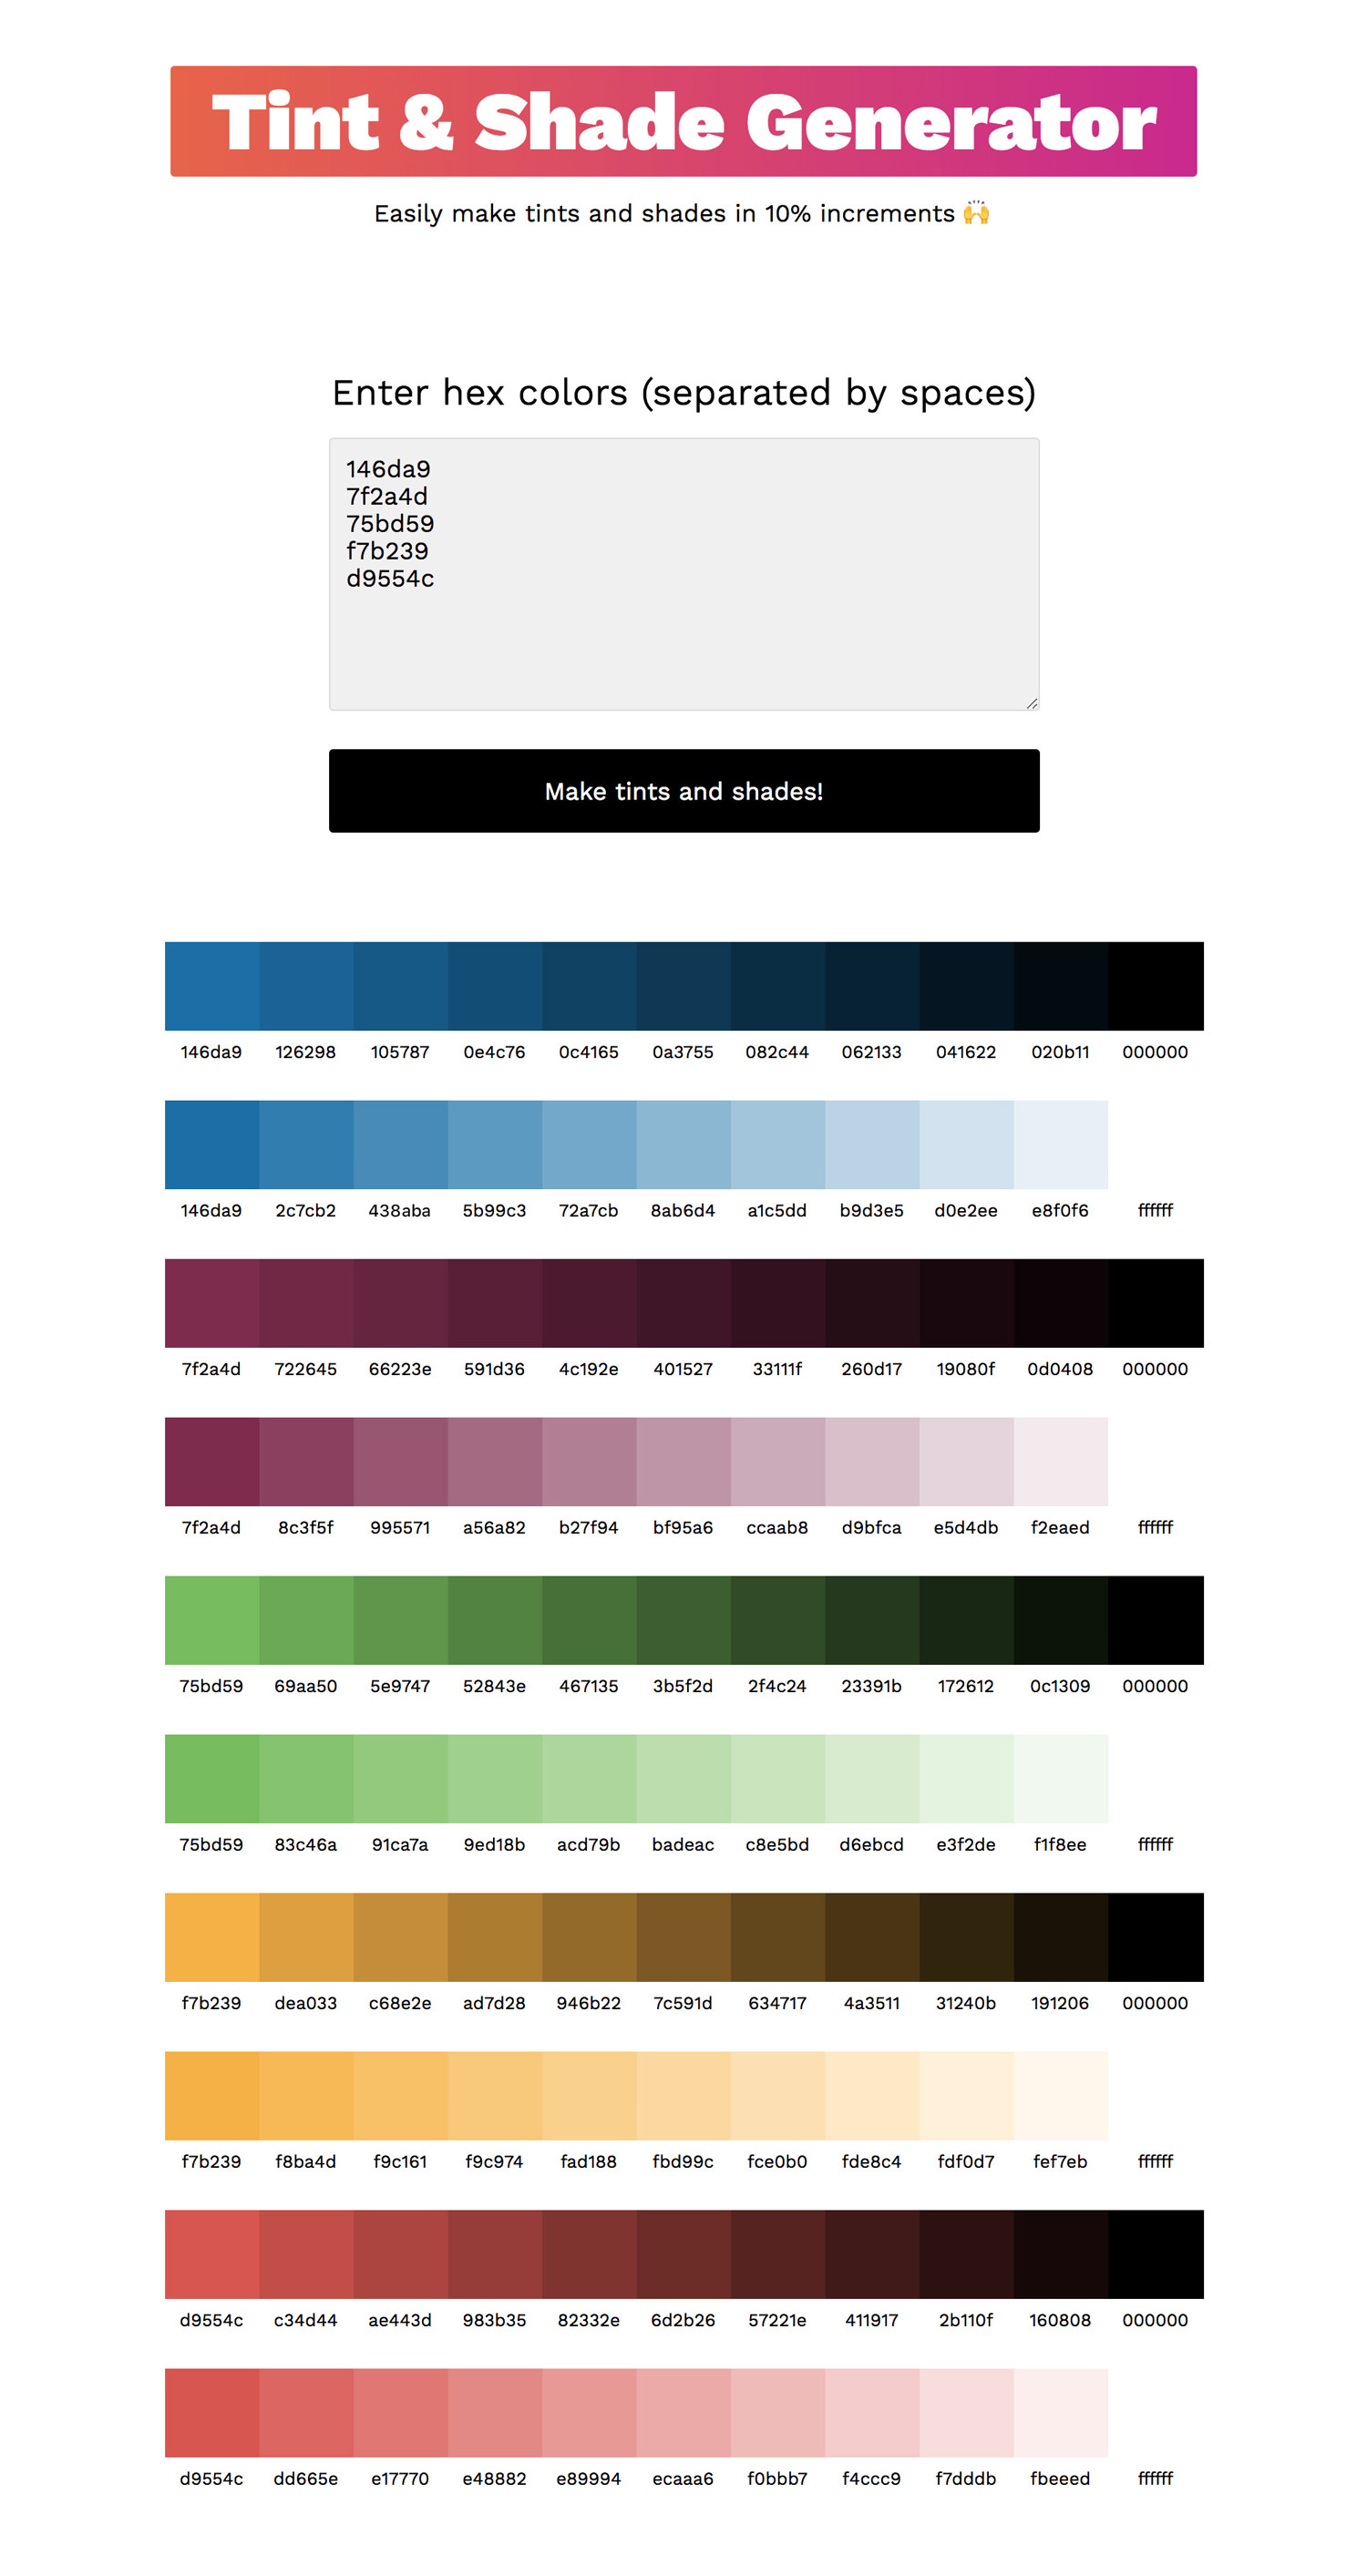 Tint & Shade Generator
Easily make tints and shades in 10% increments 🙌
Enter hex colors (separated by spaces)
146da9
7f2a4d
75bd59
f7b239
d9554c
Make tints and shades!
146da9 126298 105787 0e4c76 0c4165 0a3755 082c44 062133 041622 020b11 000000
146da9 2c7cb2 438aba 5b99c3 72a7cb 8ab6d4 a1c5dd b9d3e5 d0e2ee e8f0f6 ffffff
7f2a4d 722645 66223e 591d36 4c192e 401527 33111f 260d17 19080f 0d0408 000000
7f2a4d 8c3f5f 995571 a56a82 b27f94 bf95a6 ccaab8 d9bfca e5d4db f2eaed ffffff
75bd59 69aa50 5e9747 52843e 467135 3b5f2d 2f4c24 23391b 172612 0c1309 000000
75bd59 83c46a 91ca7a 9ed18b acd79b badeac c8e5bd d6ebcd e3f2de f1f8ee ffffff
f7b239 dea033 c68e2e ad7d28 946b22 7c591d 634717 4a3511 31240b 191206 000000
f7b239 f8ba4d f9c161 f9c974 fad188 fbd99c fce0b0 fde8c4 fdf0d7 fef7eb ffffff
d9554c c34d44 ae443d 983b35 82332e 6d2b26 57221e 411917 2b110f 160808 000000
d9554c dd665e e17770 e48882 e89994 ecaaa6 f0bbb7 f4ccc9 f7dddb fbeeed ffffff